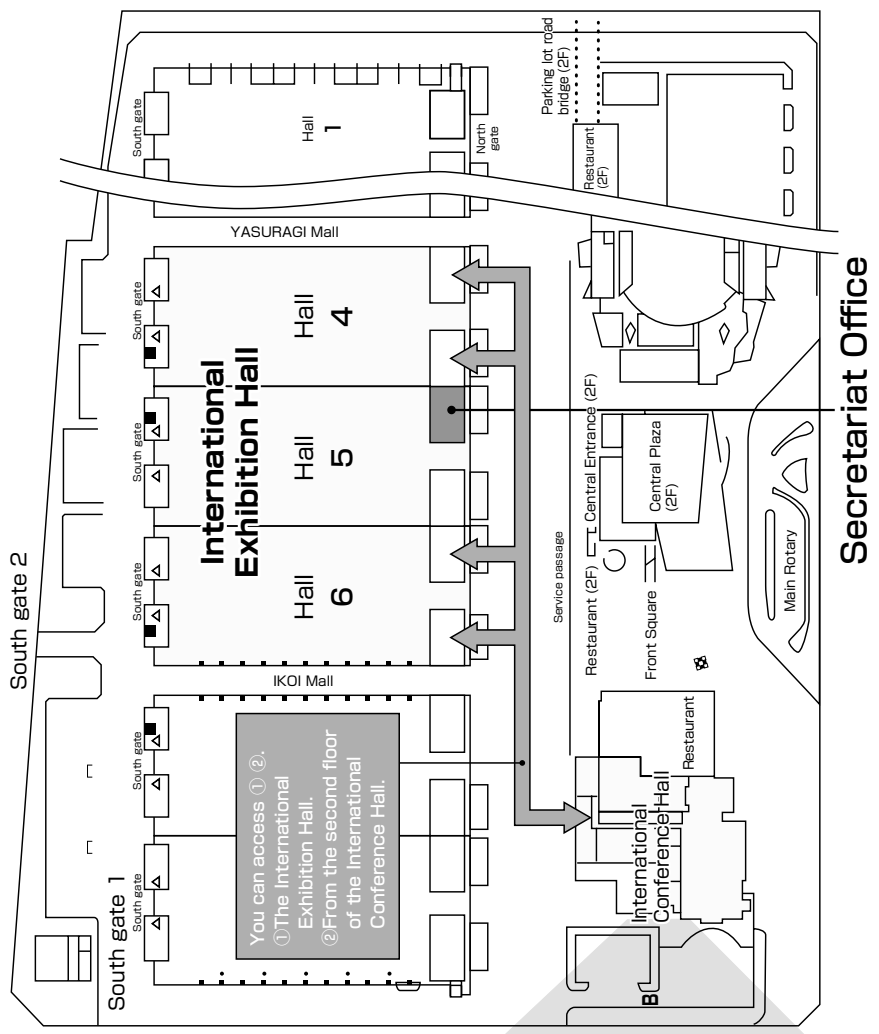 South gate 1
South gate 2
South gate
South gate
South gate
South gate
South gate
South gate
South gate
You can access ① ②.
①The International
Exhibition Hall.
②From the second floor
of the International
Conference Hall.
IKOI Mall
International
Exhibition Hall
Hall
6
Hall
5
Hall
4
YASURAGI Mall
Hall
1
North
gate
Service passage
Restaurant (2F)
Central Entrance (2F)
Front Square
Central Plaza
(2F)
Restaurant
(2F)
Parking lot road
bridge (2F)
International
Conference Hall
Restaurant
B
Main Rotary
Secretariat Office